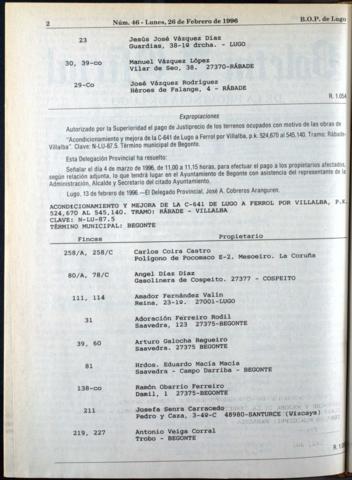 2 Núm. 46 - Lunes, 26 de Febrero de 1996 B.O.P. de Lugo
23 Jesús José Vázquez Díaz
Guardias, 38-1º drcha. - LUGO
30, 39-co Manuel Vázquez López
Vilar de Seo, 38. 27370-RÁBADE
29-Co José Vázquez Rodríguez
Héroes de Falange, 4 - RÁBADE
R. 1.054
Expropiaciones
Autorizado por la Superioridad el pago de Justiprecio de los terrenos ocupados con motivo de las obras de
"Acondicionamiento y mejora de la C-641 de Lugo a Ferrol por Villalba, p.k. 524,670 al 545,140. Tramo: Rábade-
Villalba". Clave: N-LU-87.5. Término municipal de Begonte.
Esta Delegación Provincial ha resuelto:
Señalar el día 4 de marzo de 1996, de 11,00 a 11,15 horas, para efectuar el pago a los propietarios afectados,
según relación adjunta, lo que tendrá lugar en el Ayuntamiento de Begonte con asistencia del representante de la
Administración, Alcalde y Secretario del citado Ayuntamiento.
Lugo, 13 de febrero de 1996. - El Delegado Provincial, José A. Cobreros Aranguren.
ACONDICIONAMIENTO Y MEJORA DE LA C-641 DE LUGO A FERROL POR VILLALBA, P.K.
524,670 AL 545,140. TRAMO: RÁBADE - VILLALBA
CLAVE: N-LU-87.5
TÉRMINO MUNICIPAL: BEGONTE
Fincas Propietario
258/A, 258/C Carlos Coira Castro
Polígono de Pocomaco E-2. Mesoeiro. La Coruña
80/A, 78/C Angel Díaz Díaz
Gasolinera de Cospeito. 27377 - COSPEITO
111, 114 Amador Fernández Valín
Reina, 23-1º. 27001-LUGO
31 Adoración Ferreiro Rodil
Saavedra, 123 27375-BEGONTE
39, 60 Arturo Galocha Regueiro
Saavedra. 27375 BEGONTE
81 Hrdos. Eduardo Macía Macía
Saavedra - Campo Darriba - BEGONTE
138-co Ramón Obarrio Ferreiro
Damil, 1 27375-BEGONTE
211 Josefa Senra Carracedo
Pedro y Caza, 3-4º-C 48980-SANTURCE (Vizcaya)
219, 227 Antonio Veiga Corral
Trobo - BEGONTE